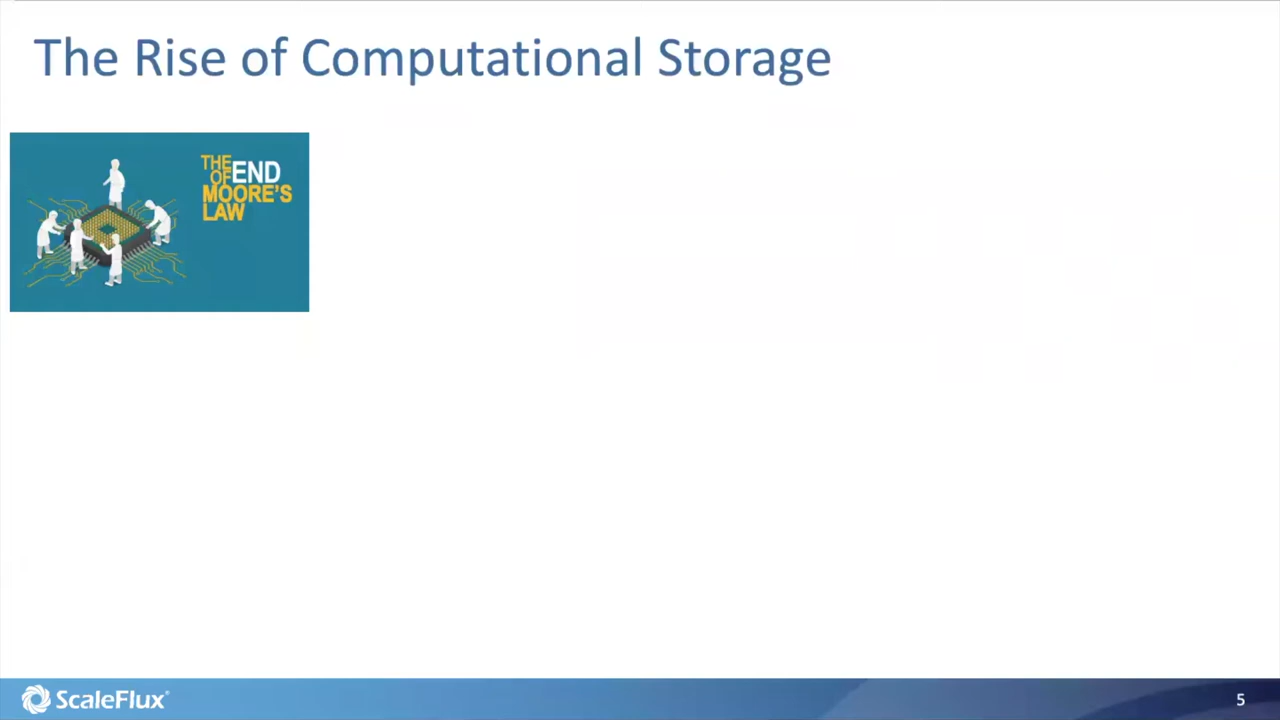 The Rise of Computational Storage
THE END
OF
MOORE'S
LAW
ScaleFlux®
5